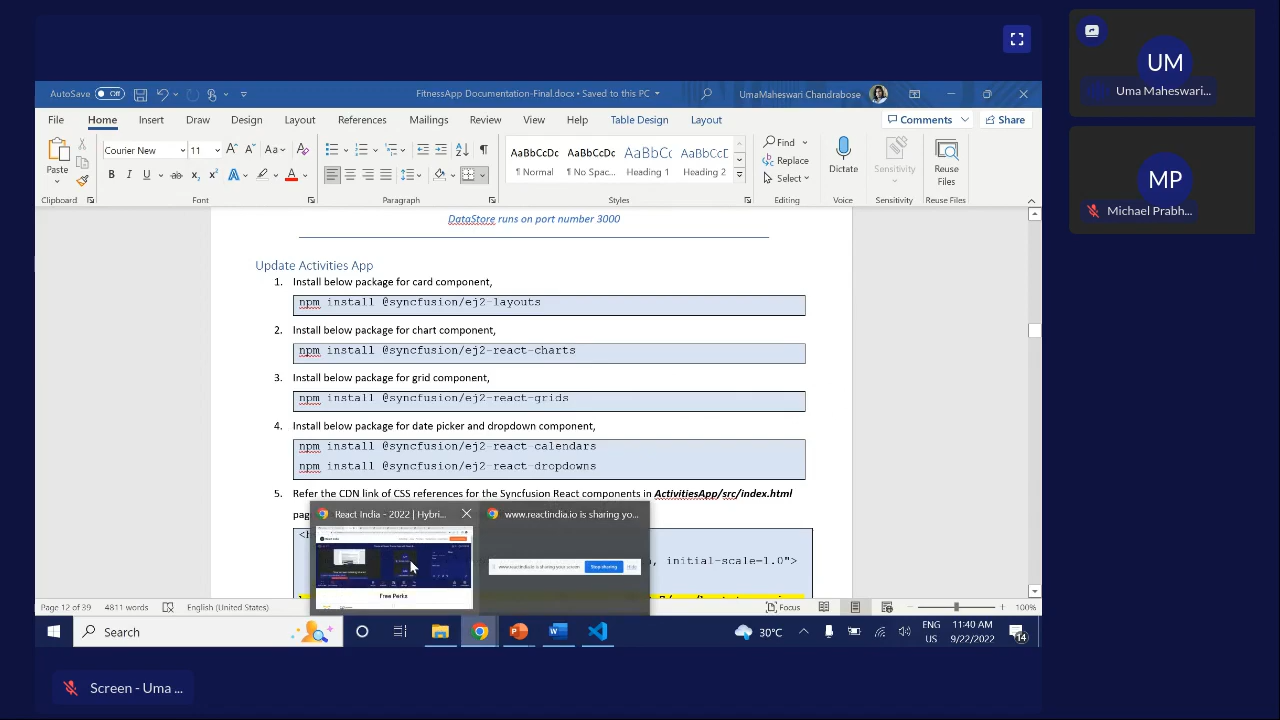 AutoSave Off FitnessApp Documentation-Final.docx • Saved to this PC UmaMaheswari Chandrabose
File Home Insert Draw Design Layout References Mailings Review View Help Table Design Layout Comments Share
Courier New 11
AaBbCcDc AaBbCcDc AaBbCc AaBbCcD
¶ Normal ¶ No Spac... Heading 1 Heading 2
Find
Replace
Select
Paste Dictate Sensitivity Reuse Files
Clipboard Font Paragraph Styles Editing Voice Sensitivity Reuse Files
DataStore runs on port number 3000
Update Activities App
1. Install below package for card component,
npm install @syncfusion/ej2-layouts
2. Install below package for chart component,
npm install @syncfusion/ej2-react-charts
3. Install below package for grid component,
npm install @syncfusion/ej2-react-grids
4. Install below package for date picker and dropdown component,
npm install @syncfusion/ej2-react-calendars
npm install @syncfusion/ej2-react-dropdowns
5. Refer the CDN link of CSS references for the Syncfusion React components in ActivitiesApp/src/index.html
React India - 2022 | Hybri... www.reactindia.io is sharing yo...
, initial-scale=1.0">
www.reactindia.io is sharing your screen Stop sharing Hide
Free Perks
Page 12 of 39 4811 words English (United States) Focus 100%
Search 30°C ENG US 11:40 AM 9/22/2022 14
Screen - Uma ...
UM
Uma Maheswari...
MP
Michael Prabh...